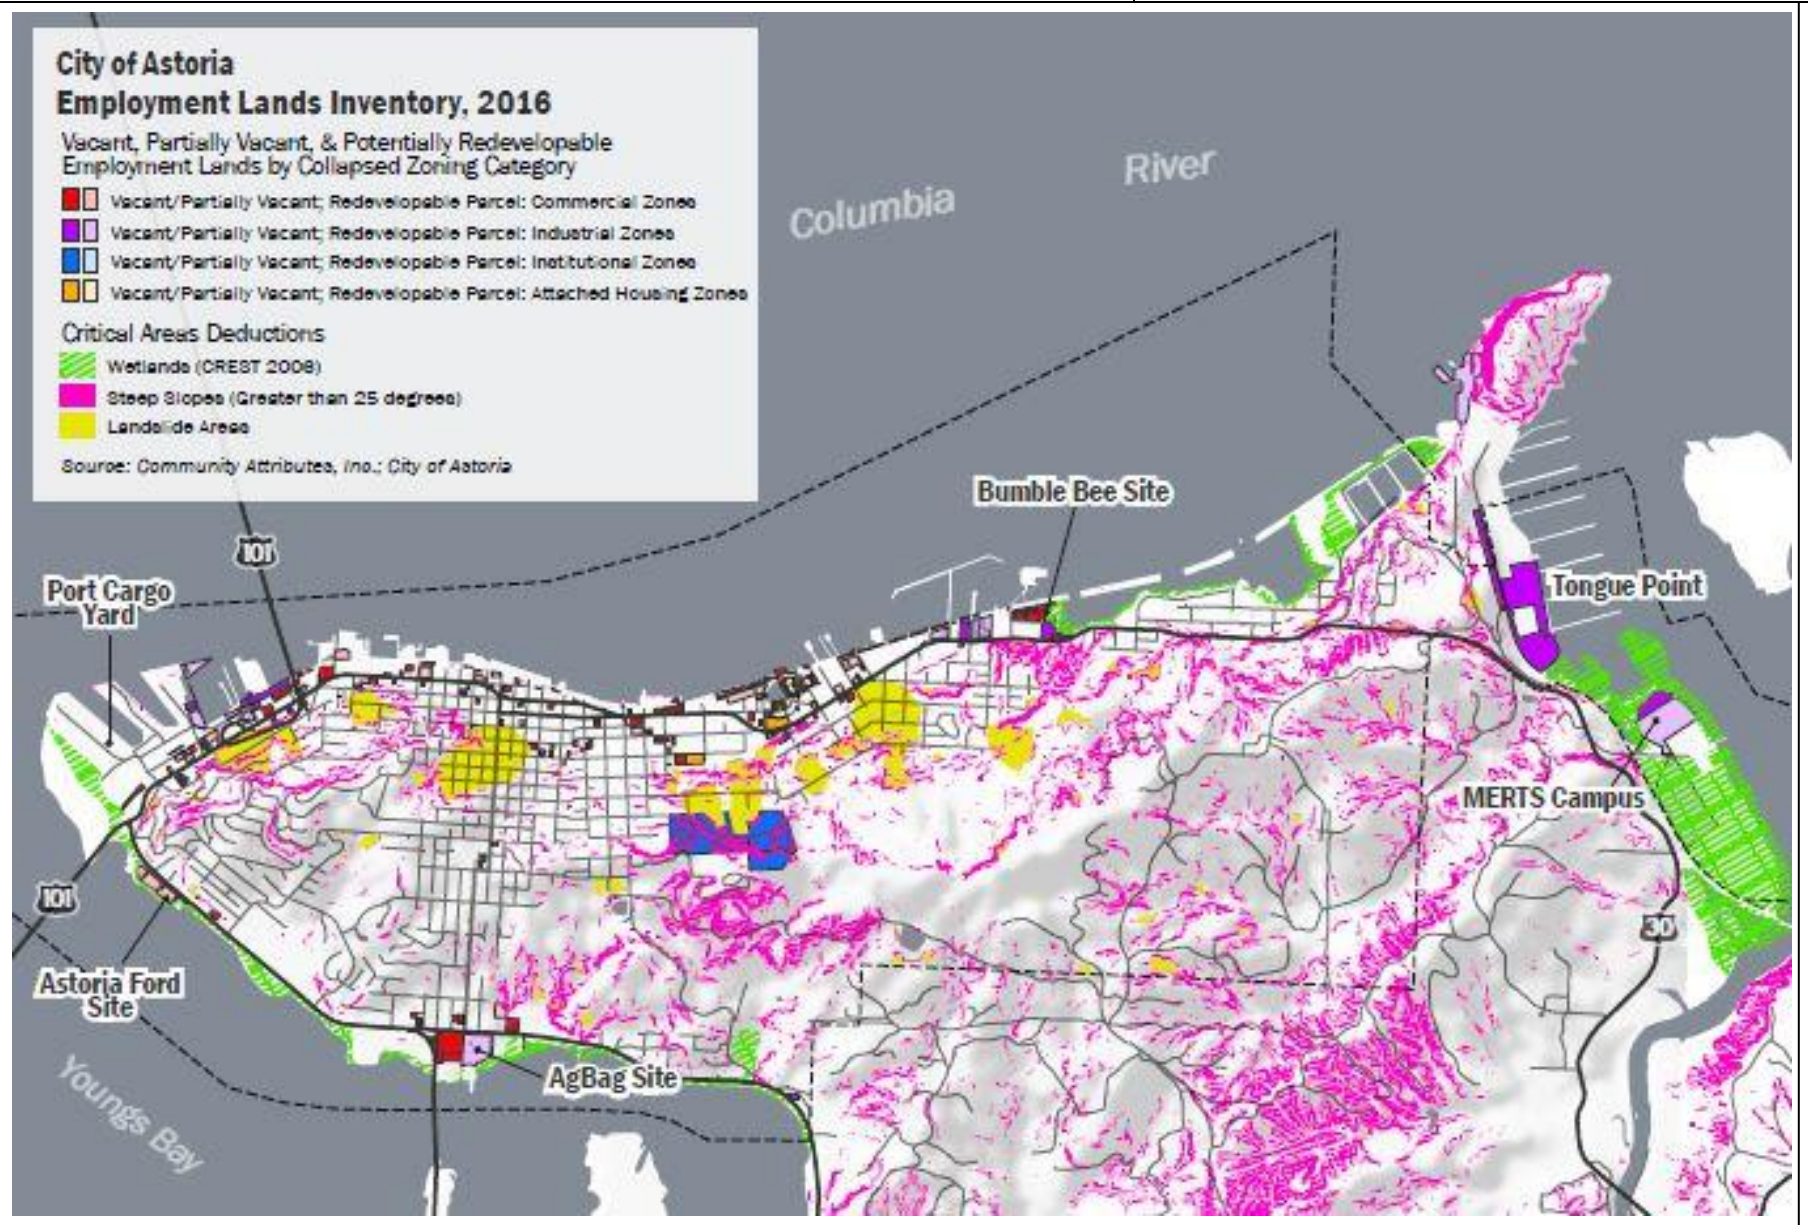 City of Astoria
Employment Lands Inventory, 2016
Vacant, Partially Vacant, & Potentially Redevelopable
Employment Lands by Collapsed Zoning Category
Vacant/Partially Vacant; Redevelopable Parcel: Commercial Zones
Vacant/Partially Vacant; Redevelopable Parcel: Industrial Zones
Vacant/Partially Vacant; Redevelopable Parcel: Institutional Zones
Vacant/Partially Vacant; Redevelopable Parcel: Attached Housing Zones
Critical Areas Deductions
Wetlands (CREST 2008)
Steep Slopes (Greater than 25 degrees)
Landslide Areas
Source: Community Attributes, Inc.; City of Astoria
Columbia River
Bumble Bee Site
101
Port Cargo
Yard
Tongue Point
MERTS Campus
101
30
Astoria Ford
Site
AgBag Site
Youngs Bay